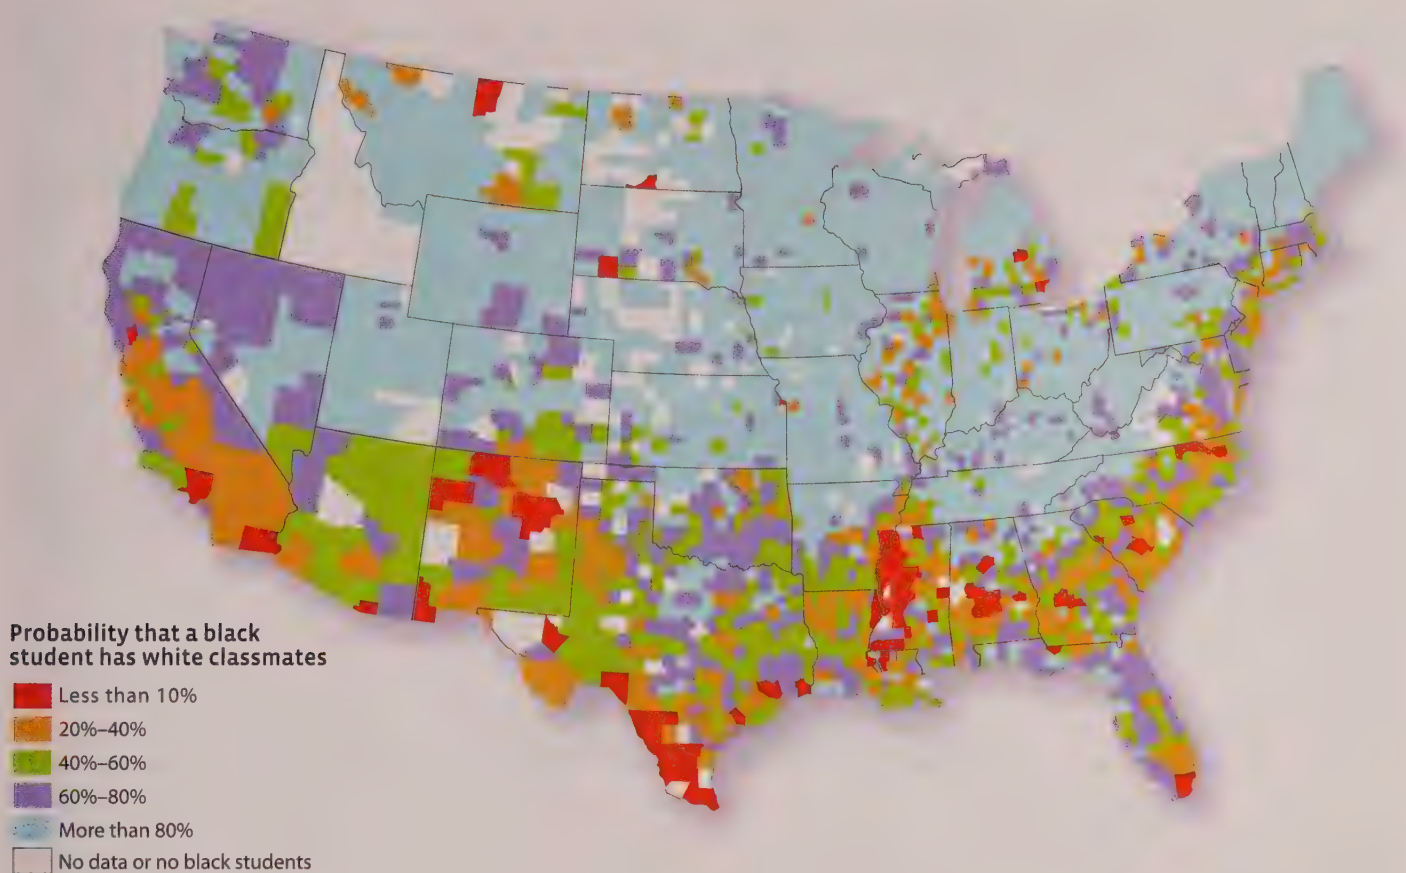 Probability that a black
student has white classmates
Less than 10%
20%–40%
40%–60%
60%–80%
More than 80%
No data or no black students